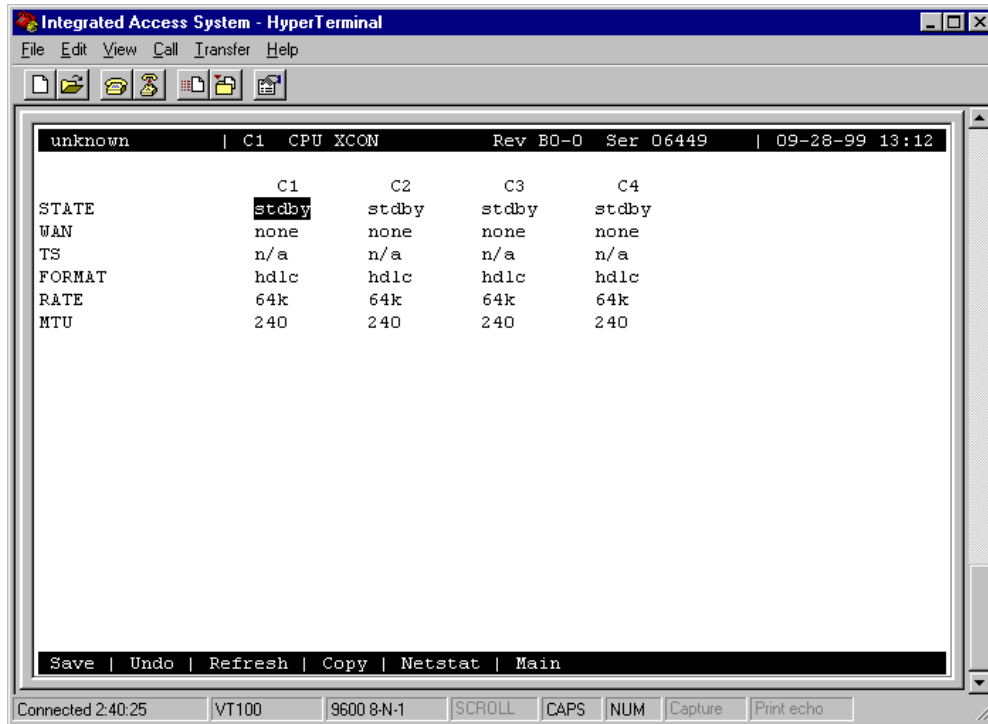 Integrated Access System - HyperTerminal
File Edit View Call Transfer Help
unknown | C1 CPU XCON Rev B0-0 Ser 06449 | 09-28-99 13:12
C1 C2 C3 C4
STATE stdby stdby stdby stdby
WAN none none none none
TS n/a n/a n/a n/a
FORMAT hdlc hdlc hdlc hdlc
RATE 64k 64k 64k 64k
MTU 240 240 240 240
Save | Undo | Refresh | Copy | Netstat | Main
Connected 2:40:25 VT100 9600 8-N-1 SCROLL CAPS NUM Capture Print echo